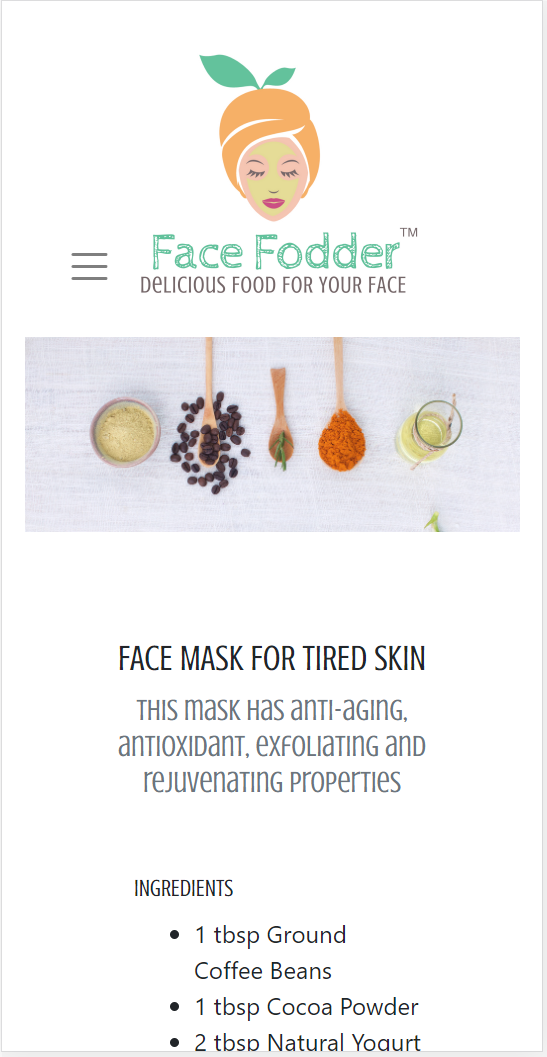 Face Fodder™
Delicious food for your face
FACE MASK FOR TIRED SKIN
This mask has anti-aging,
antioxidant, exfoliating and
rejuvenating properties
INGREDIENTS
• 1 tbsp Ground
Coffee Beans
• 1 tbsp Cocoa Powder
• 2 tbsp Natural Yogurt